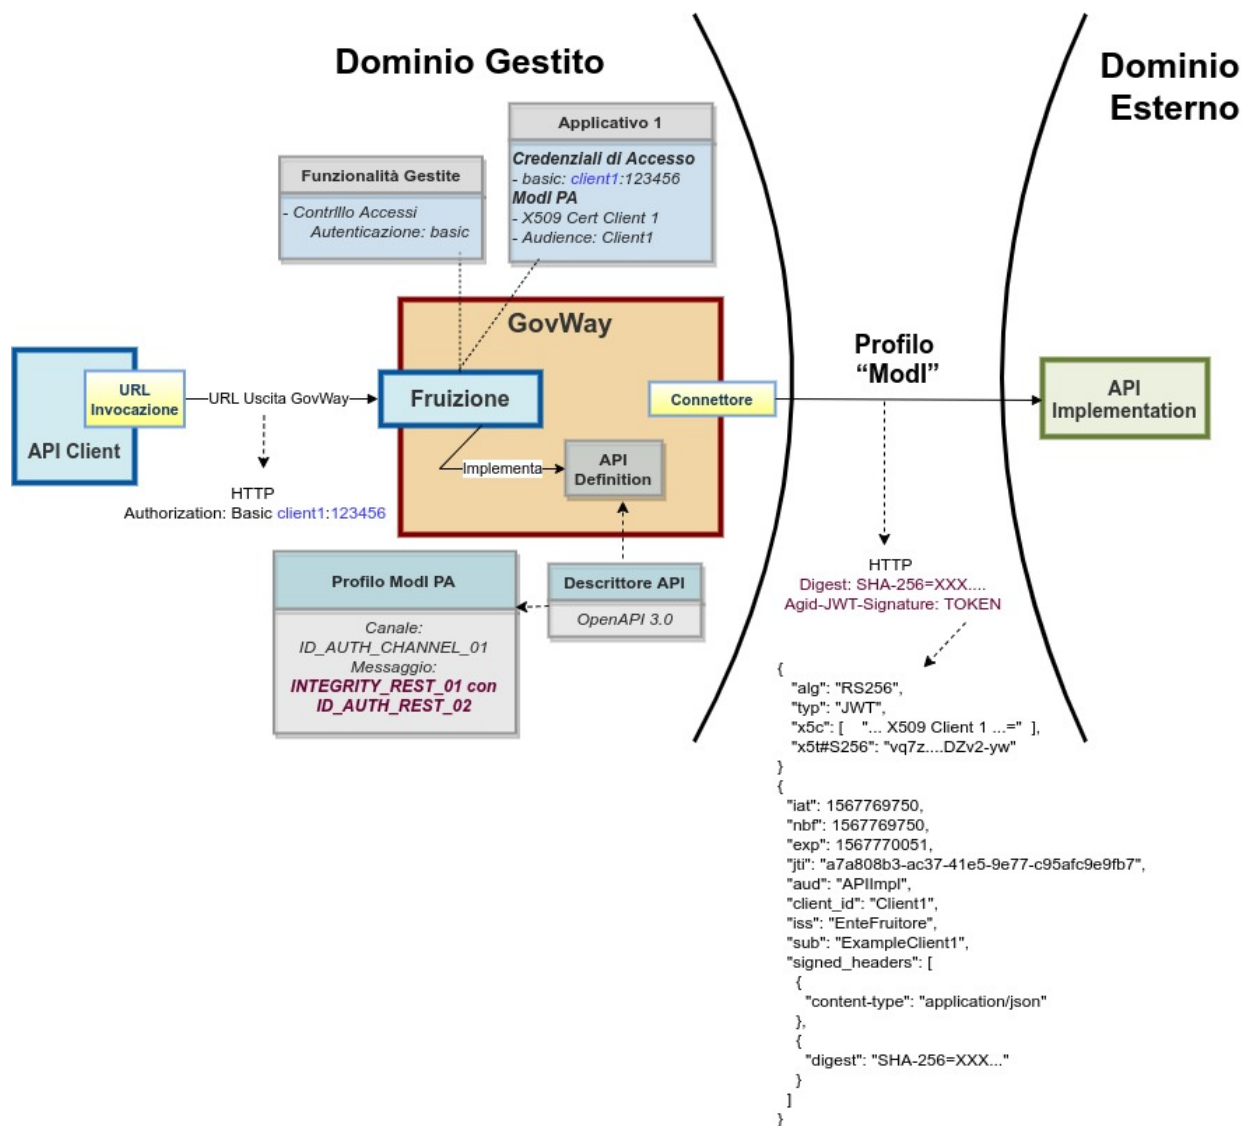 Dominio Gestito
Dominio
Esterno
Applicativo 1
Credenziali di Accesso
- basic: client1:123456
ModI PA
- X509 Cert Client 1
- Audience: Client1
Funzionalità Gestite
- Contrlllo Accessi
Autenticazione: basic
GovWay
URL
Invocazione
API Client
URL Uscita GovWay
Fruizione
Connettore
Profilo
“ModI”
API
Implementation
Implementa
API
Definition
HTTP
Authorization: Basic client1:123456
Profilo ModI PA
Canale:
ID_AUTH_CHANNEL_01
Messaggio:
INTEGRITY_REST_01 con
ID_AUTH_REST_02
Descrittore API
OpenAPI 3.0
HTTP
Digest: SHA-256=XXX....
Agid-JWT-Signature: TOKEN
{
"alg": "RS256",
"typ": "JWT",
"x5c": [ "... X509 Client 1 ...=" ],
"x5t#S256": "vq7z....DZv2-yw"
}
{
"iat": 1567769750,
"nbf": 1567769750,
"exp": 1567770051,
"jti": "a7a808b3-ac37-41e5-9e77-c95afc9e9fb7",
"aud": "APIImpl",
"client_id": "Client1",
"iss": "EnteFruitore",
"sub": "ExampleClient1",
"signed_headers": [
{
"content-type": "application/json"
},
{
"digest": "SHA-256=XXX..."
}
]
}